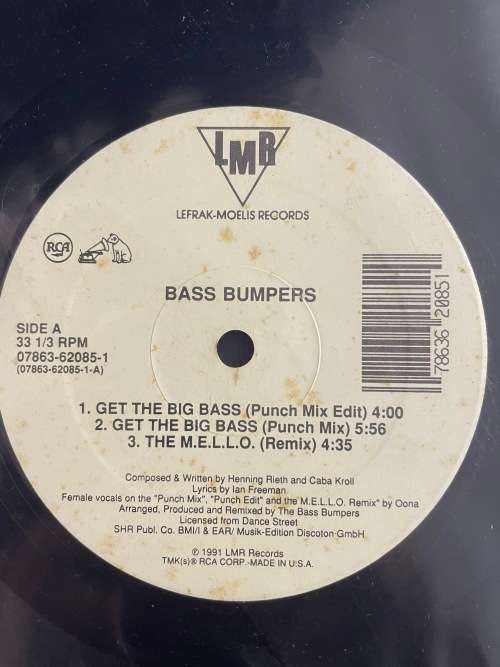 LMR
LEFRAK-MOELIS RECORDS
RCA
BASS BUMPERS
SIDE A
33 1/3 RPM
07863-62085-1
(07863-62085-1-A)
78636 20851
1. GET THE BIG BASS (Punch Mix Edit) 4:00
2. GET THE BIG BASS (Punch Mix) 5:56
3. THE M.E.L.L.O. (Remix) 4:35
Composed & Written by Henning Rieth and Caba Kroll
Lyrics by Ian Freeman
Female vocals on the "Punch Mix", "Punch Edit" and the M.E.L.L.O. Remix" by Oona
Arranged, Produced and Remixed by The Bass Bumpers
Licensed from Dance Street
SHR Publ. Co. BMI/I & EAR/ Musik-Edition Discoton GmbH
℗ 1991 LMR Records
TMK(s)® RCA CORP.-MADE IN U.S.A.